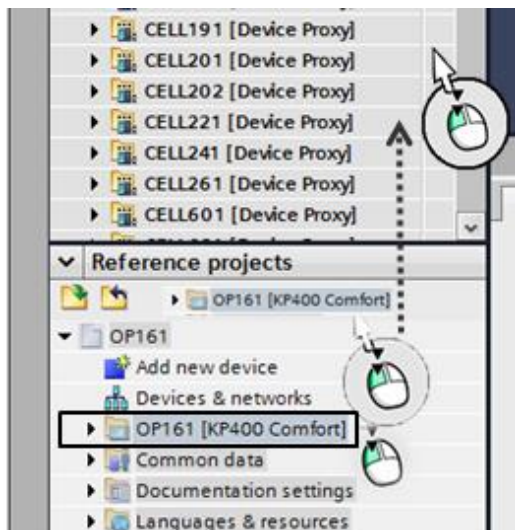 CELL191 [Device Proxy]
CELL201 [Device Proxy]
CELL202 [Device Proxy]
CELL221 [Device Proxy]
CELL241 [Device Proxy]
CELL261 [Device Proxy]
CELL601 [Device Proxy]
Reference projects
OP161 [KP400 Comfort]
OP161
Add new device
Devices & networks
OP161 [KP400 Comfort]
Common data
Documentation settings
Languages & resources